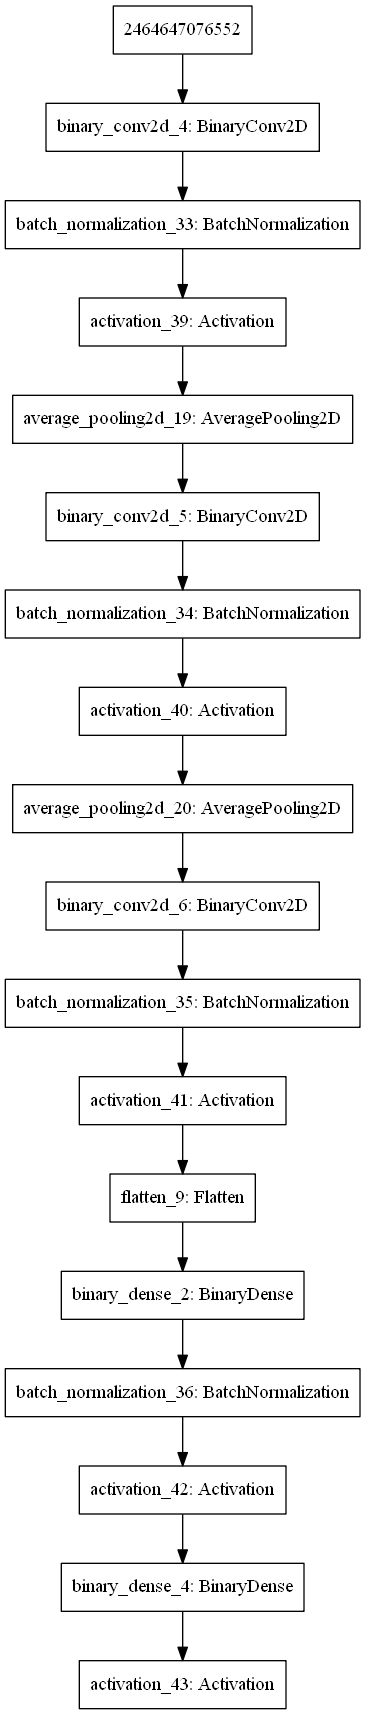 2464647076552
binary_conv2d_4: BinaryConv2D
batch_normalization_33: BatchNormalization
activation_39: Activation
average_pooling2d_19: AveragePooling2D
binary_conv2d_5: BinaryConv2D
batch_normalization_34: BatchNormalization
activation_40: Activation
average_pooling2d_20: AveragePooling2D
binary_conv2d_6: BinaryConv2D
batch_normalization_35: BatchNormalization
activation_41: Activation
flatten_9: Flatten
binary_dense_2: BinaryDense
batch_normalization_36: BatchNormalization
activation_42: Activation
binary_dense_4: BinaryDense
activation_43: Activation